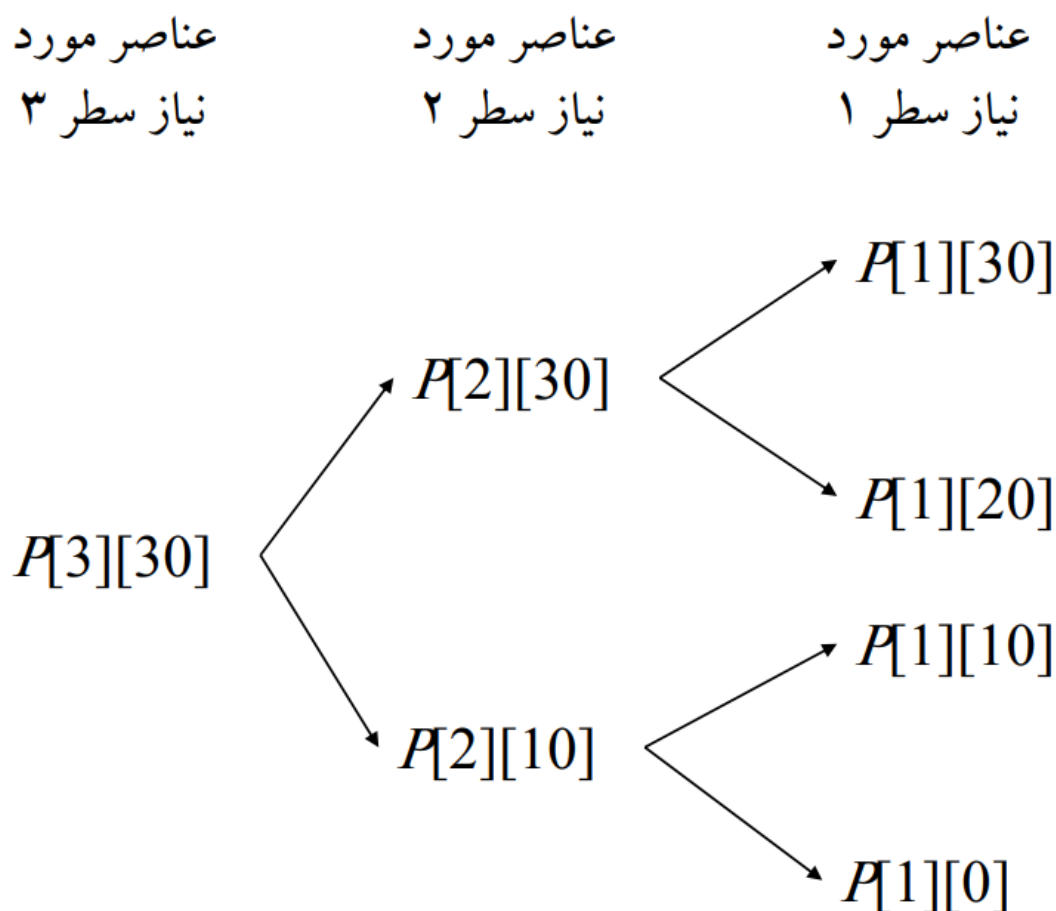 عناصر مورد
نیاز سطر ۱
عناصر مورد
نیاز سطر ۲
عناصر مورد
نیاز سطر ۳
P[1][30]
P[2][30]
P[1][20]
P[3][30]
P[1][10]
P[2][10]
P[1][0]